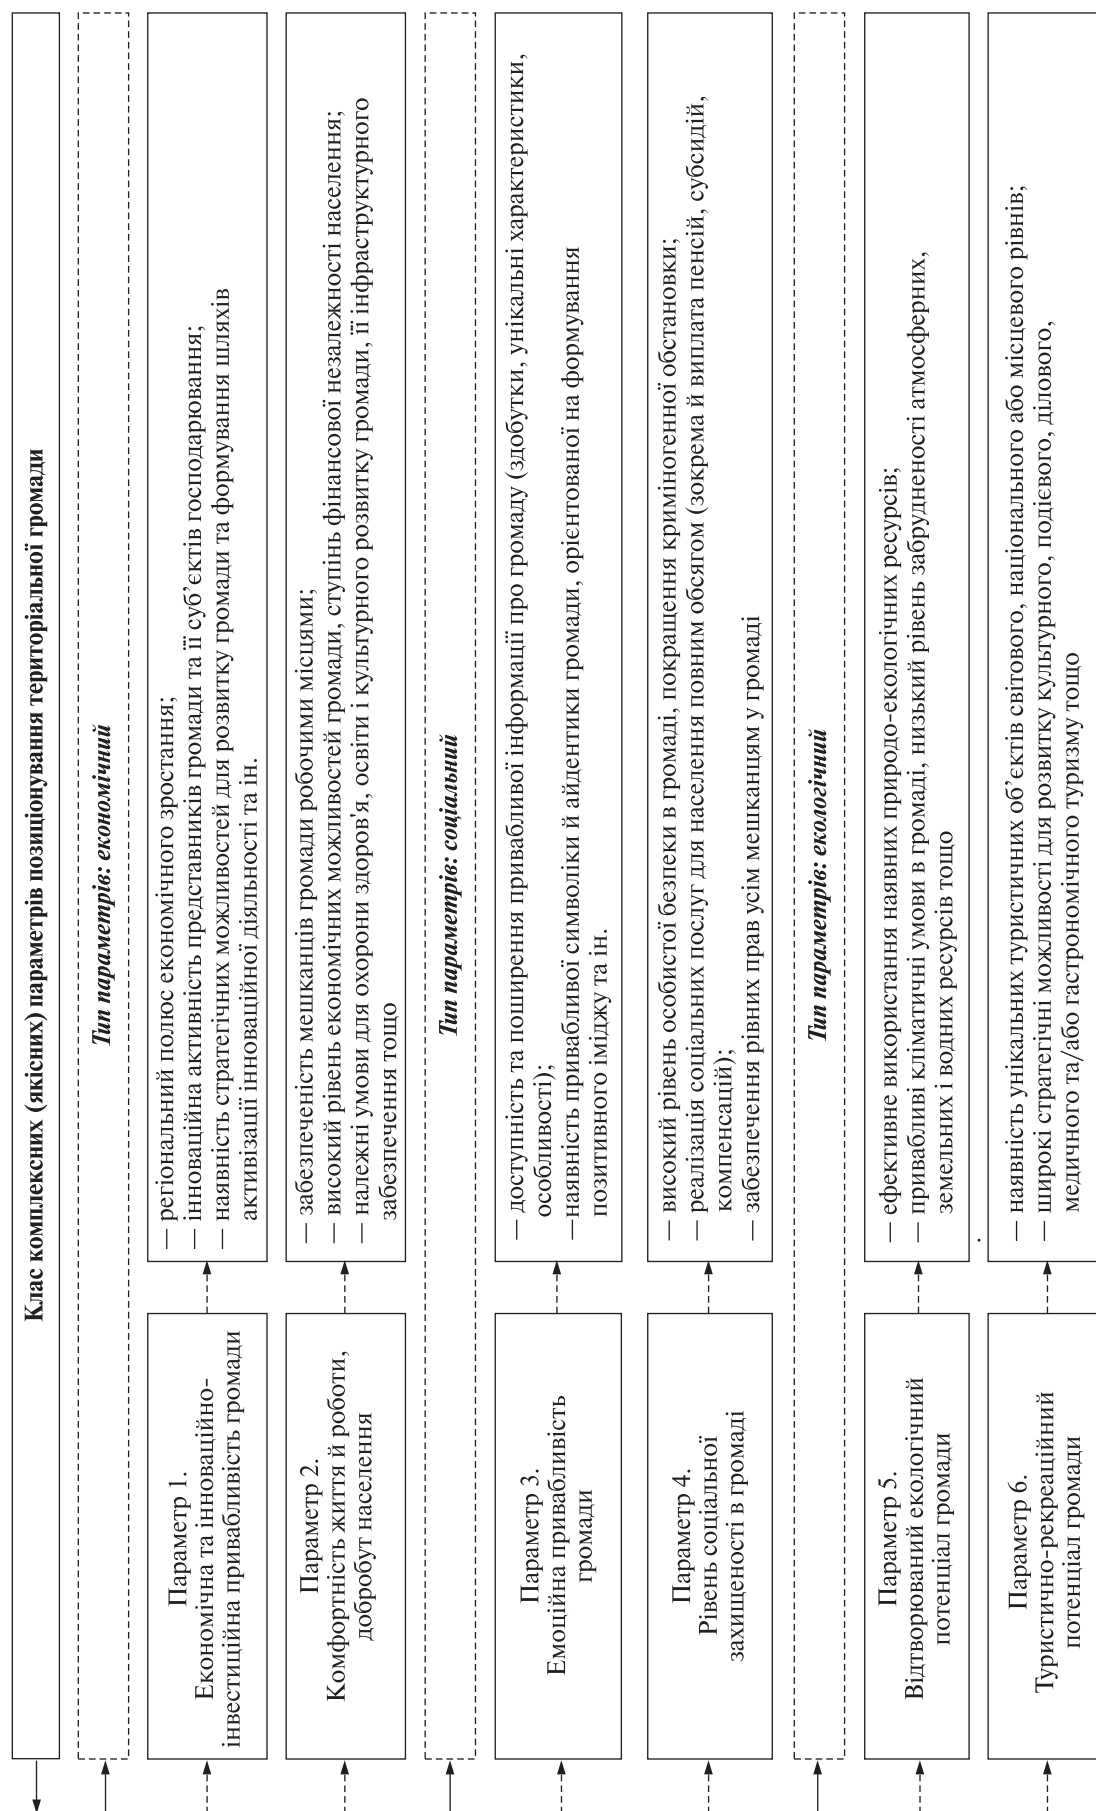 Клас комплексних (якісних) параметрів позиціонування територіальної громади
Тип параметрів: економічний
Параметр 1.
Економічна та інноваційно-
інвестиційна привабливість громади
— регіональний полюс економічного зростання;
— інноваційна активність представників громади та її суб’єктів господарювання;
— наявність стратегічних можливостей для розвитку громади та формування шляхів
активізації інноваційної діяльності та ін.
Параметр 2.
Комфортність життя й роботи,
добробут населення
— забезпеченість мешканців громади робочими місцями;
— високий рівень економічних можливостей громади, ступінь фінансової незалежності населення;
— належні умови для охорони здоров'я, освіти і культурного розвитку громади, її інфраструктурного
забезпечення тощо
Тип параметрів: соціальний
Параметр 3.
Емоційна привабливість
громади
— доступність та поширення привабливої інформації про громаду (здобутки, унікальні характеристики,
особливості);
—наявність привабливої символіки й айдентики громади, орієнтованої на формування
позитивного іміджу та ін.
Параметр 4.
Рівень соціальної
захищеності в громаді
— високий рівень особистої безпеки в громаді, покращення криміногенної обстановки;
— реалізація соціальних послуг для населення повним обсягом (зокрема й виплата пенсій, субсидій,
компенсацій);
— забезпечення рівних прав усім мешканцям у громаді
Тип параметрів: екологічний
Параметр 5.
Відтворюваний екологічний
потенціал громади
— ефективне використання наявних природо-екологічних ресурсів;
— привабливі кліматичні умови в громаді, низький рівень забрудненості атмосферних,
земельних і водних ресурсів тощо
.
Параметр 6.
Туристично-рекреаційний
потенціал громади
— наявність унікальних туристичних об’єктів світового, національного або місцевого рівнів;
— широкі стратегічні можливості для розвитку культурного, подієвого, ділового,
медичного та/або гастрономічного туризму тощо